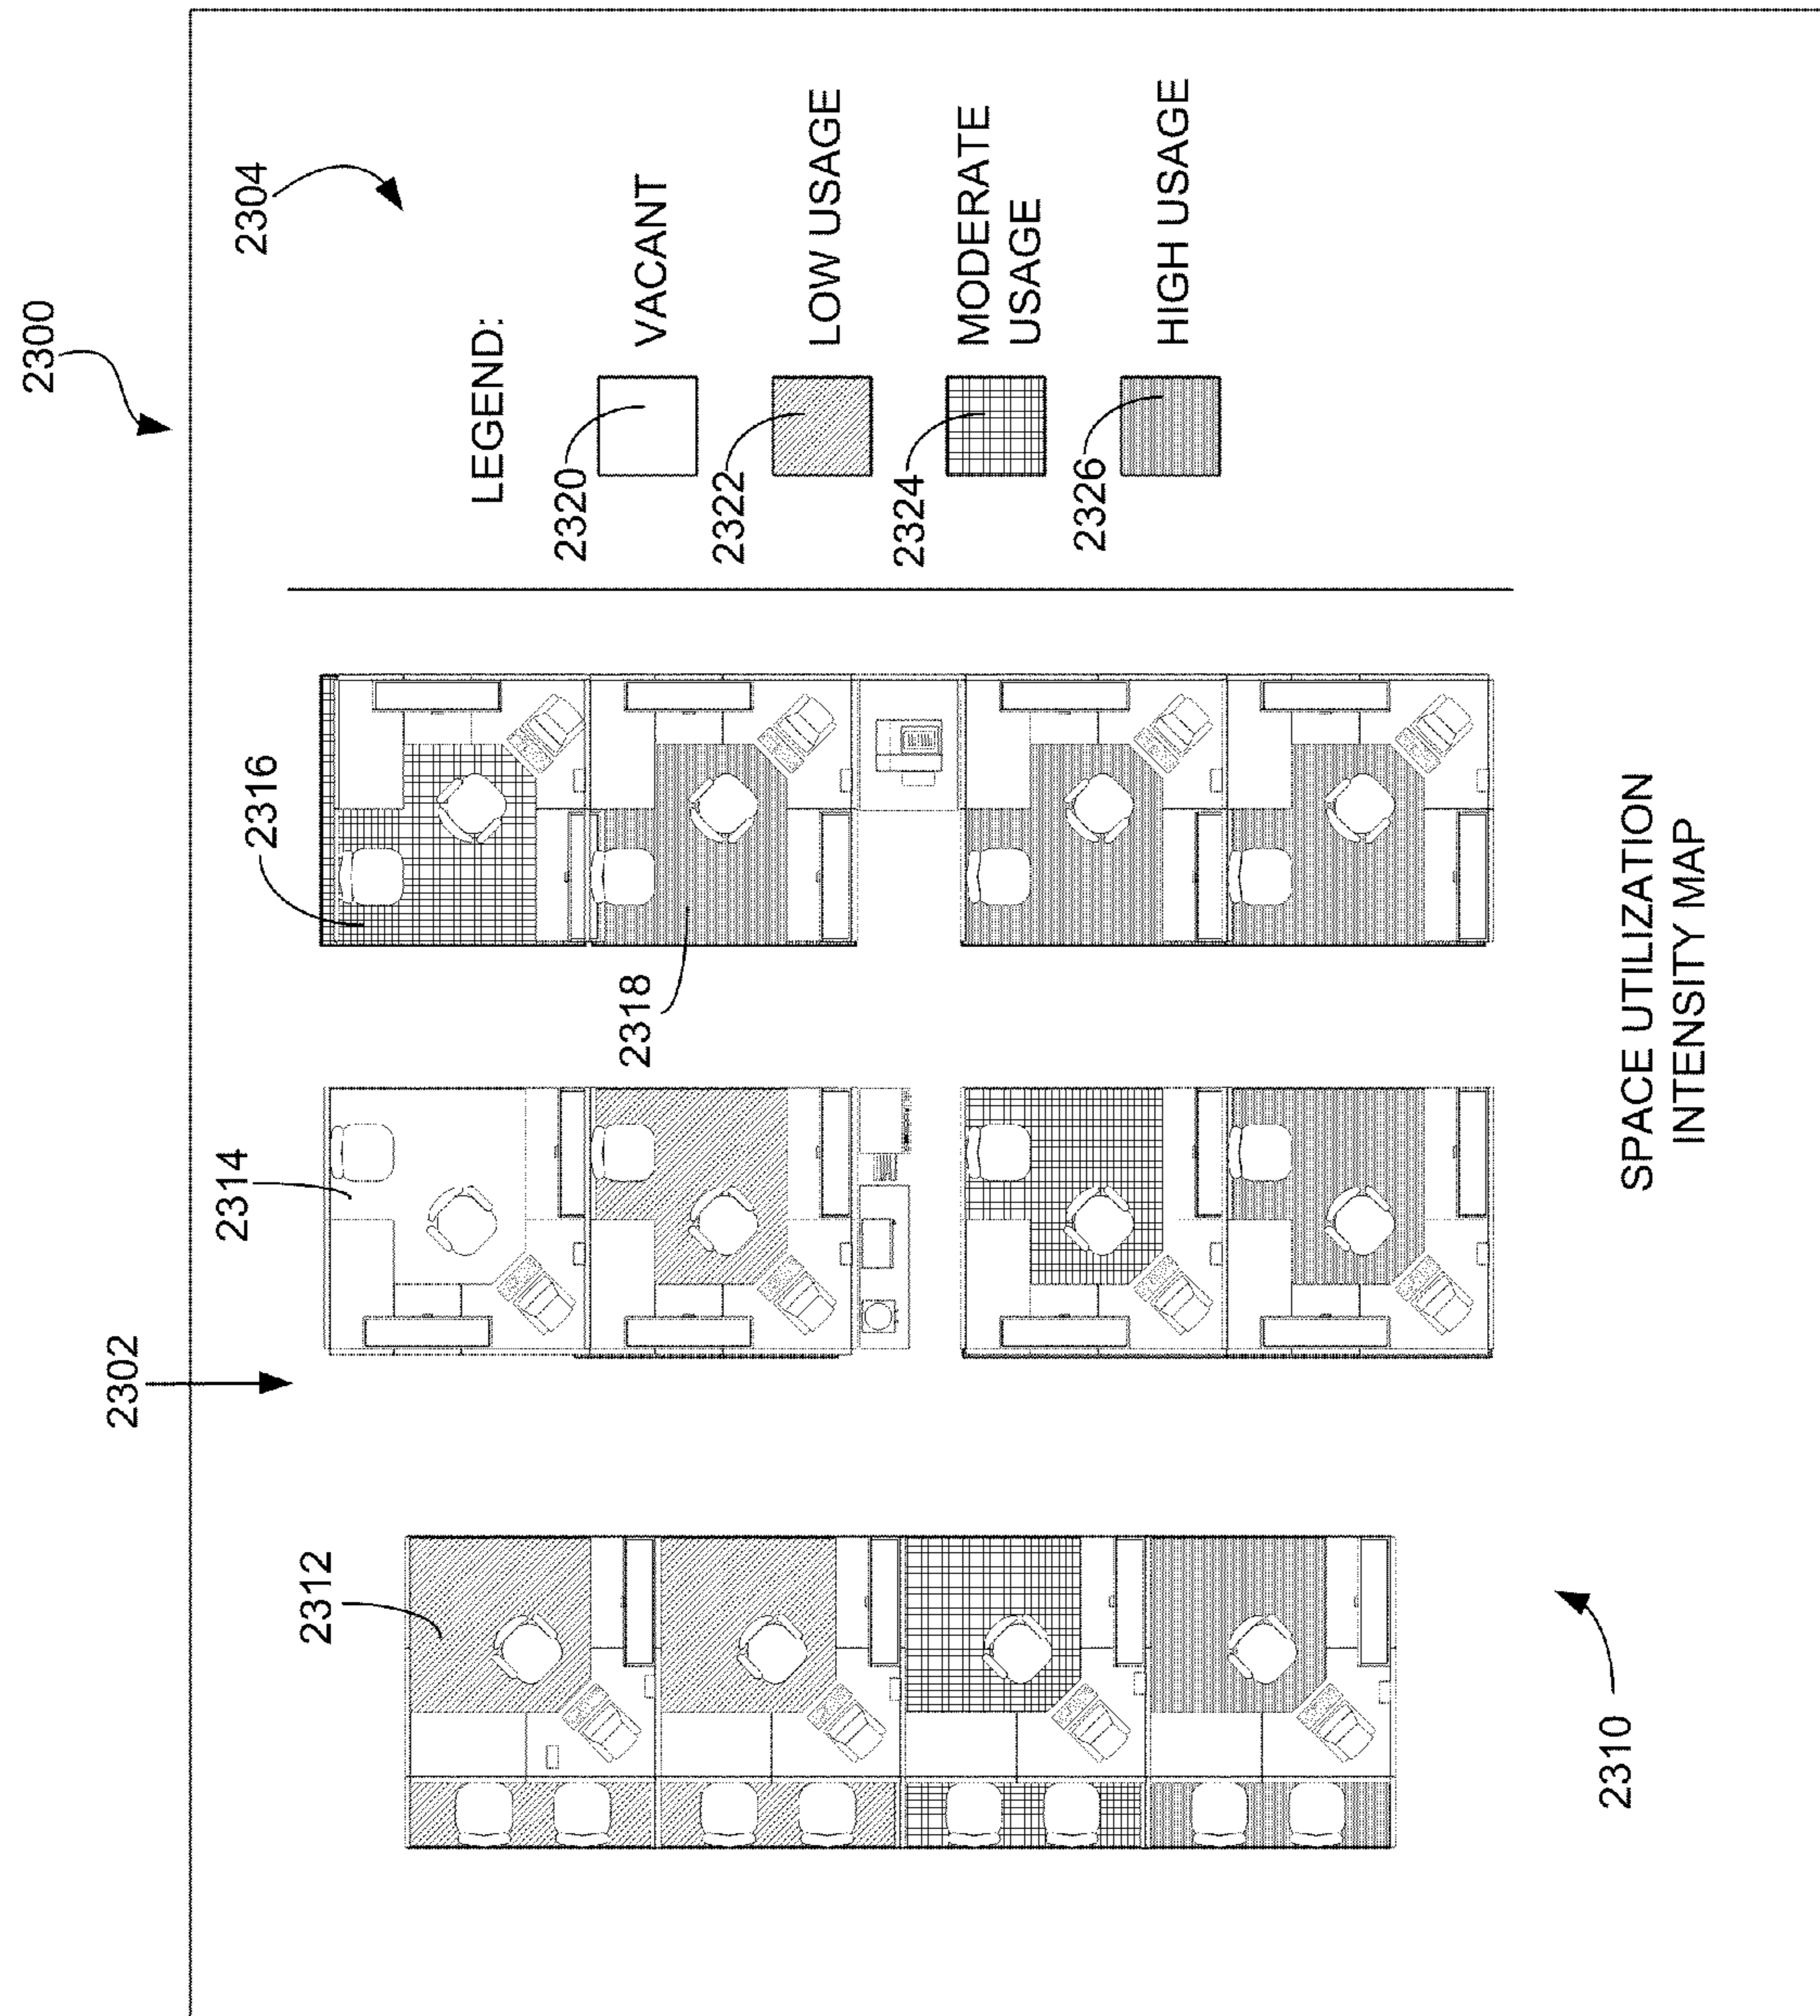 2300
2302
2304
LEGEND:
2320
VACANT
2322
LOW USAGE
2324
MODERATE
USAGE
2326
HIGH USAGE
2312
2314
2316
2318
2310
SPACE UTILIZATION
INTENSITY MAP